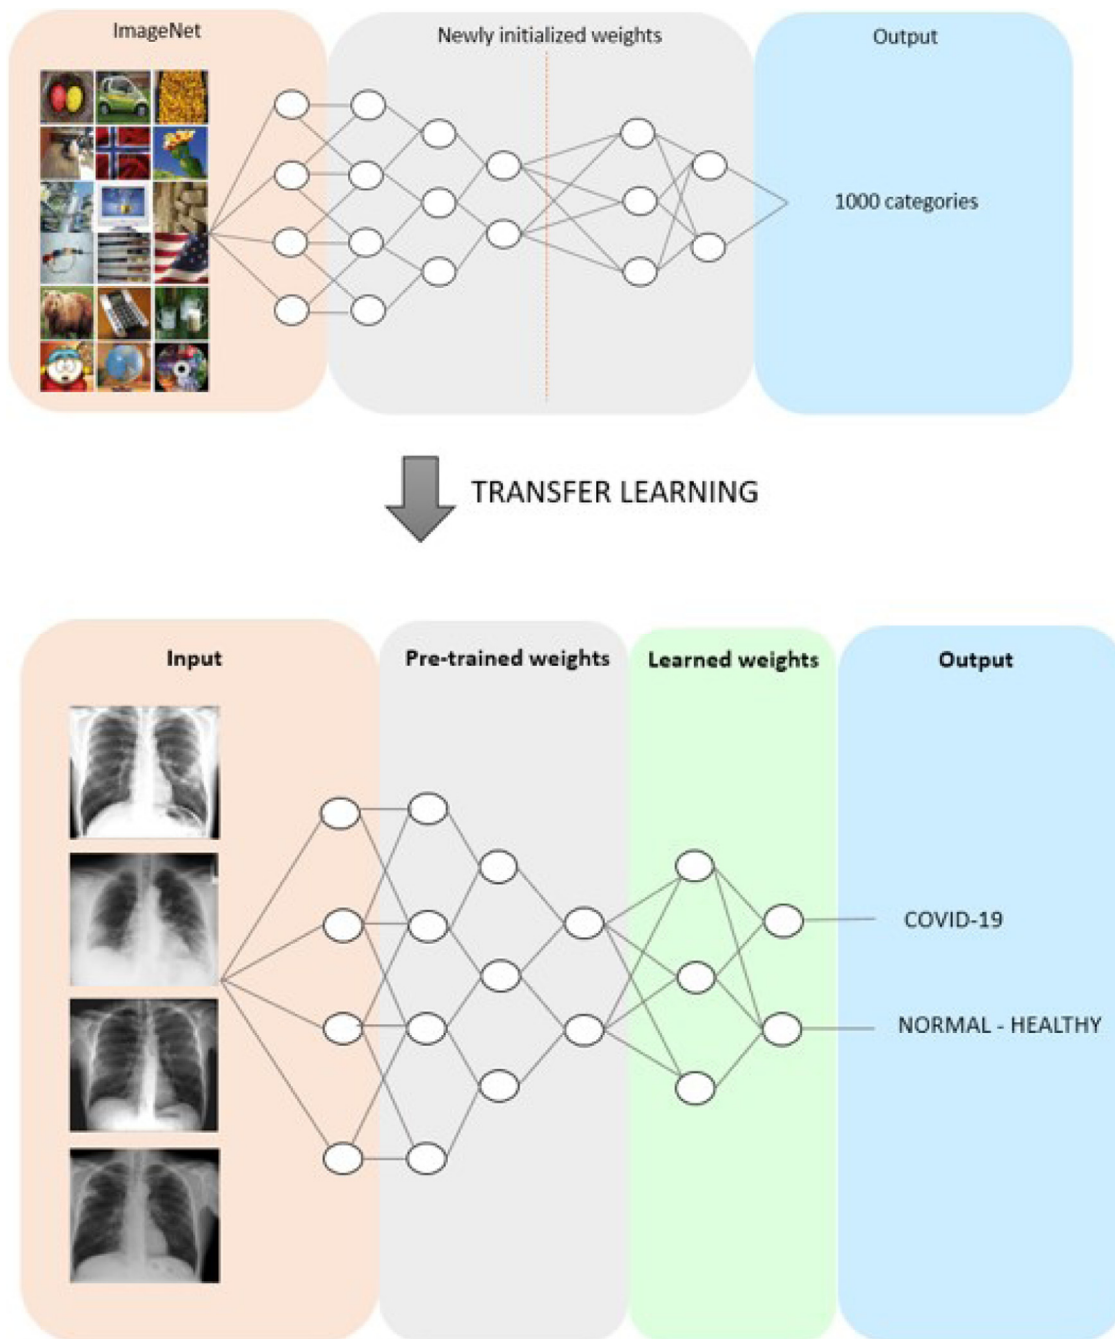 ImageNet
Newly initialized weights
Output
1000 categories
TRANSFER LEARNING
Input
Pre-trained weights
Learned weights
Output
COVID-19
NORMAL - HEALTHY